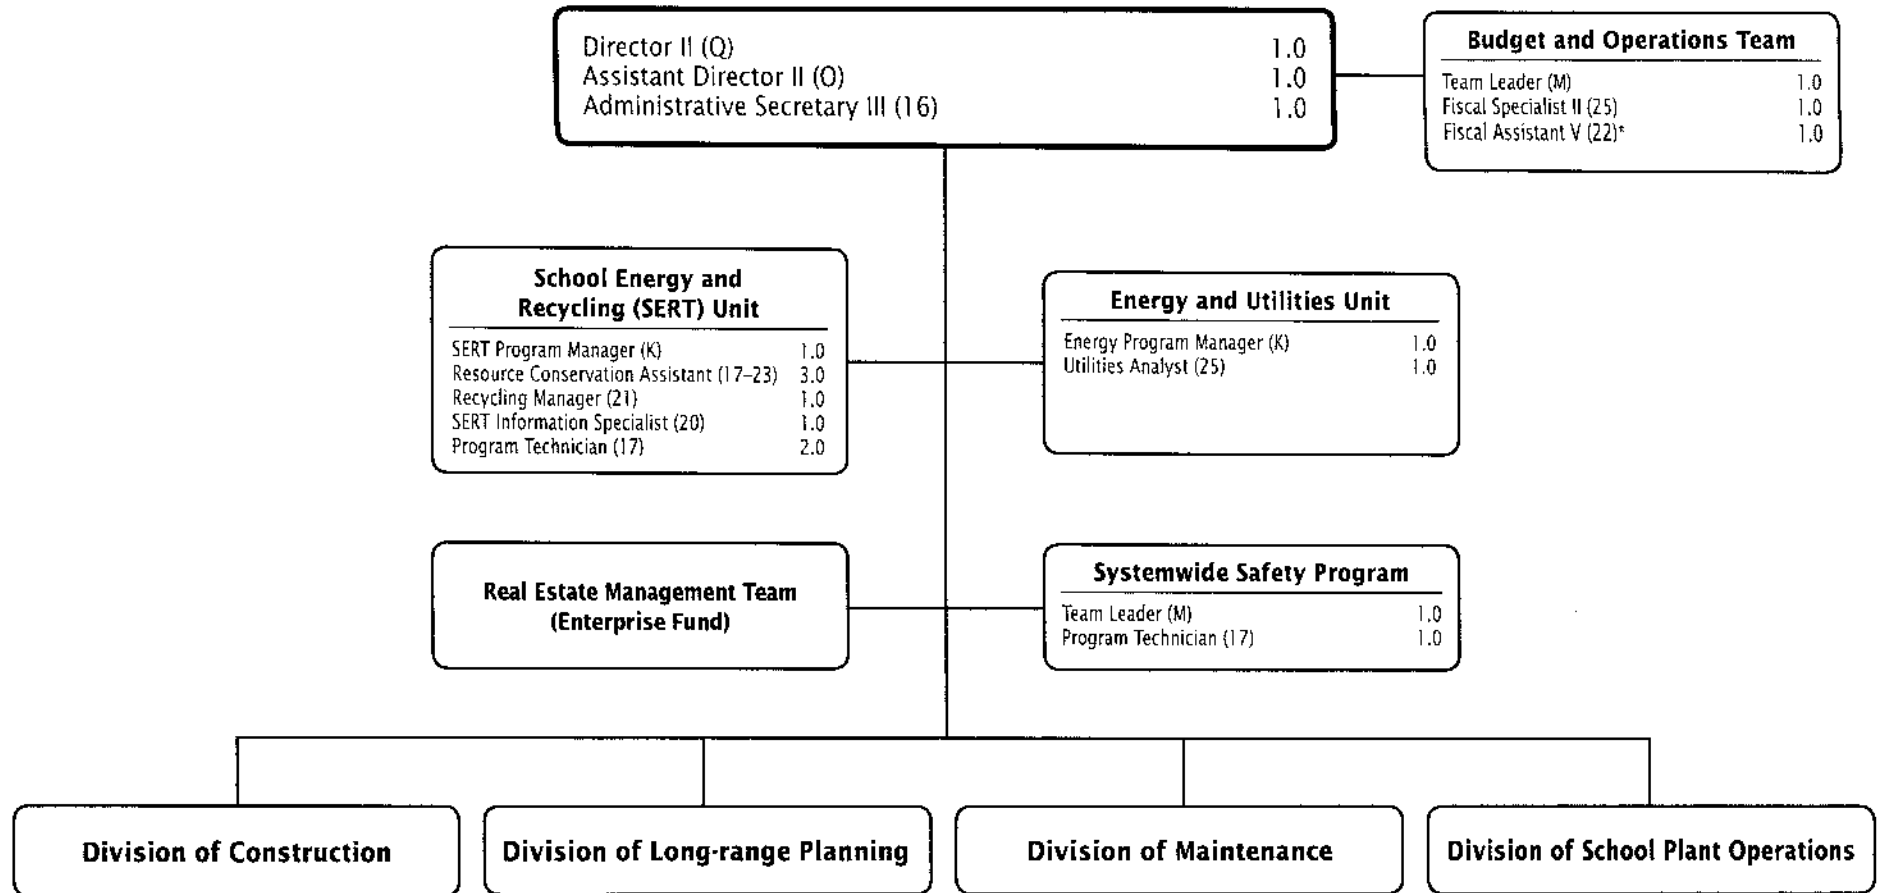 Director II (Q) 1.0
Assistant Director II (O) 1.0
Administrative Secretary III (16) 1.0
Budget and Operations Team
Team Leader (M) 1.0
Fiscal Specialist II (25) 1.0
Fiscal Assistant V (22)* 1.0
School Energy and
Recycling (SERT) Unit
SERT Program Manager (K) 1.0
Resource Conservation Assistant (17–23) 3.0
Recycling Manager (21) 1.0
SERT Information Specialist (20) 1.0
Program Technician (17) 2.0
Energy and Utilities Unit
Energy Program Manager (K) 1.0
Utilities Analyst (25) 1.0
Real Estate Management Team
(Enterprise Fund)
Systemwide Safety Program
Team Leader (M) 1.0
Program Technician (17) 1.0
Division of Construction
Division of Long-range Planning
Division of Maintenance
Division of School Plant Operations